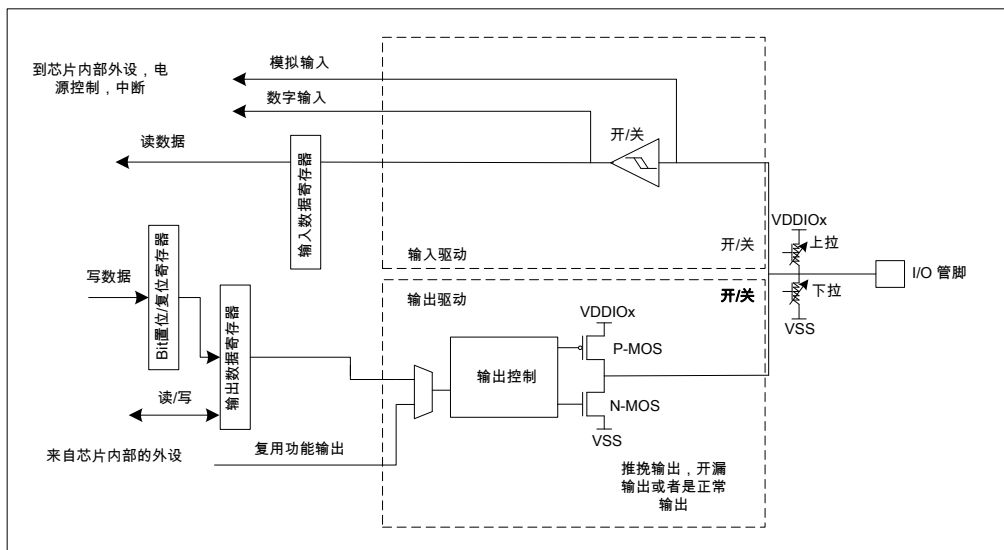 到芯片内部外设，电
源控制，中断
模拟输入
数字输入
读数据
输入数据寄存器
开/关
输入驱动
开/关
VDDIOx
上拉
I/O 管脚
下拉
VSS
写数据
Bit置位/复位寄存器
输出数据寄存器
读/写
来自芯片内部的外设
复用功能输出
输出驱动
开/关
VDDIOx
P-MOS
输出控制
N-MOS
VSS
推挽输出，开漏
输出或者是正常
输出